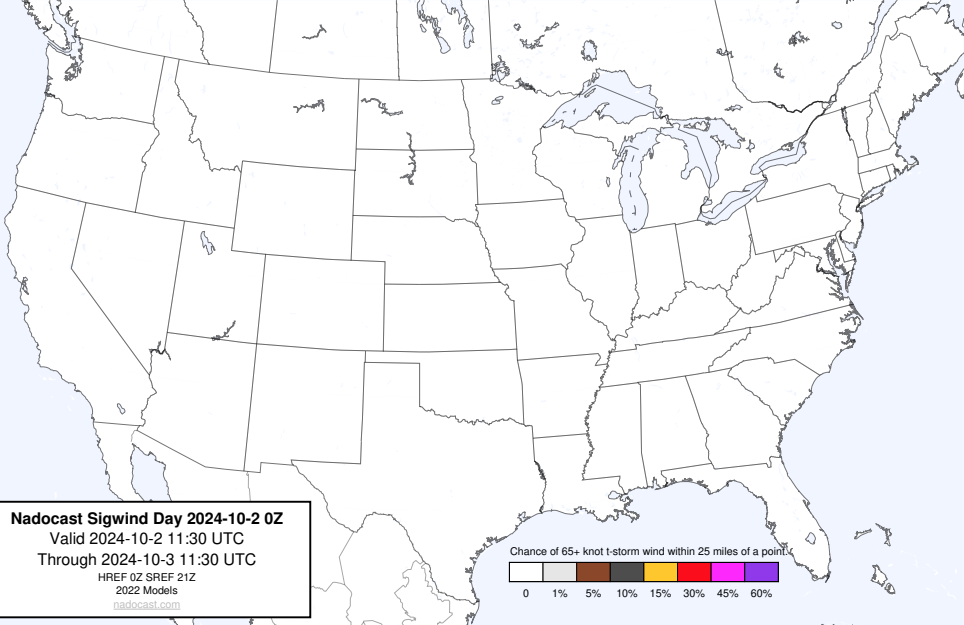 Nadocast Sigwind Day 2024-10-2 0Z
Valid 2024-10-2 11:30 UTC
Through 2024-10-3 11:30 UTC
HREF 0Z SREF 21Z
2022 Models
nadocast.com
Chance of 65+ knot t-storm wind within 25 miles of a point.
0 1% 5% 10% 15% 30% 45% 60%